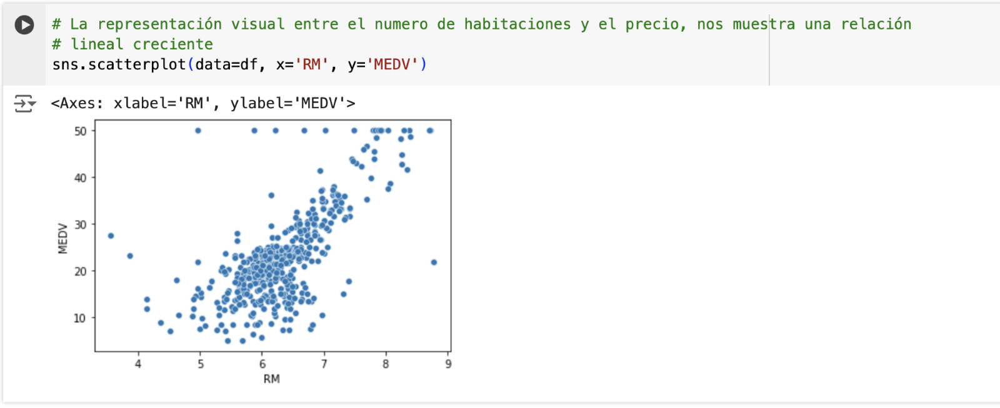 # La representación visual entre el numero de habitaciones y el precio, nos muestra una relación
# lineal creciente
sns.scatterplot(data=df, x='RM', y='MEDV')
<Axes: xlabel='RM', ylabel='MEDV'>
50
40
30
20
10
MEDV
4 5 6 7 8 9
RM